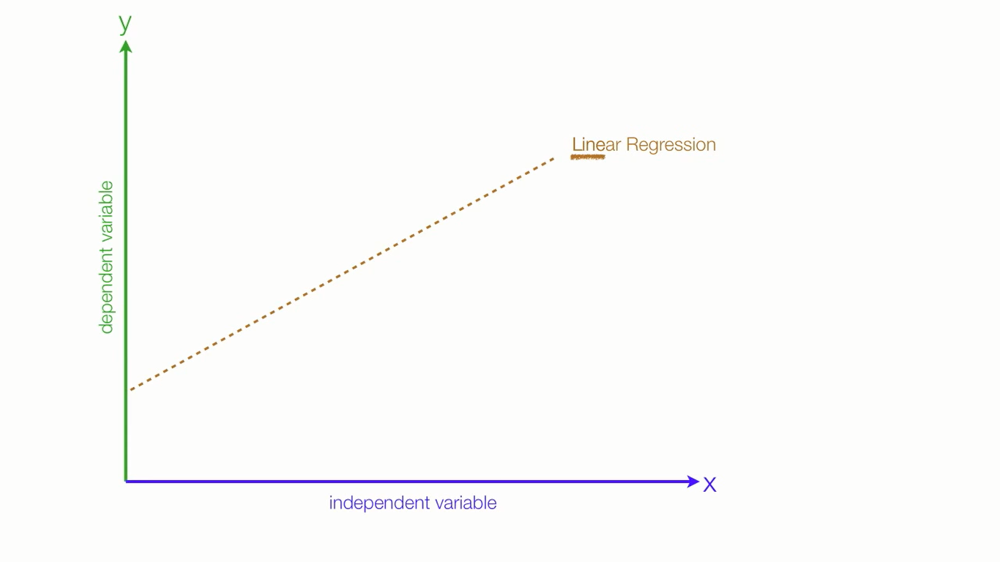 y
Linear Regression
dependent variable
x
independent variable